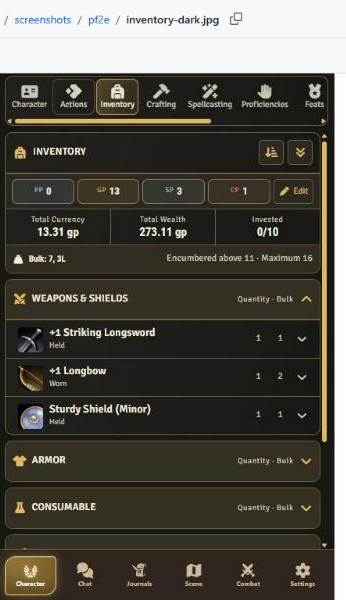 / screenshots / pf2e / inventory-dark.jpg
Character Actions Inventory Crafting Spellcasting Proficiencies Feats
INVENTORY
PP 0 GP 13 SP 3 CP 1 Edit
Total Currency Total Wealth Invested
13.31 gp 273.11 gp 0/10
Bulk: 7, 3L Encumbered above 11 · Maximum 16
WEAPONS & SHIELDS Quantity · Bulk
+1 Striking Longsword 1 1
Held
+1 Longbow 1 2
Worn
Sturdy Shield (Minor) 1 1
Held
ARMOR Quantity · Bulk
CONSUMABLE Quantity · Bulk
Character Chat Journals Scene Combat Settings